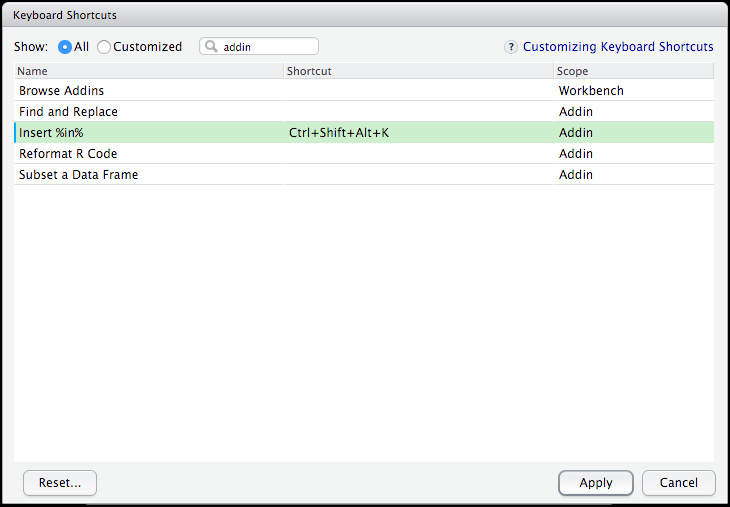 Keyboard Shortcuts
Show: All Customized addin ? Customizing Keyboard Shortcuts
Name Shortcut Scope
Browse Addins Workbench
Find and Replace Addin
Insert %in% Ctrl+Shift+Alt+K Addin
Reformat R Code Addin
Subset a Data Frame Addin
Reset... Apply Cancel